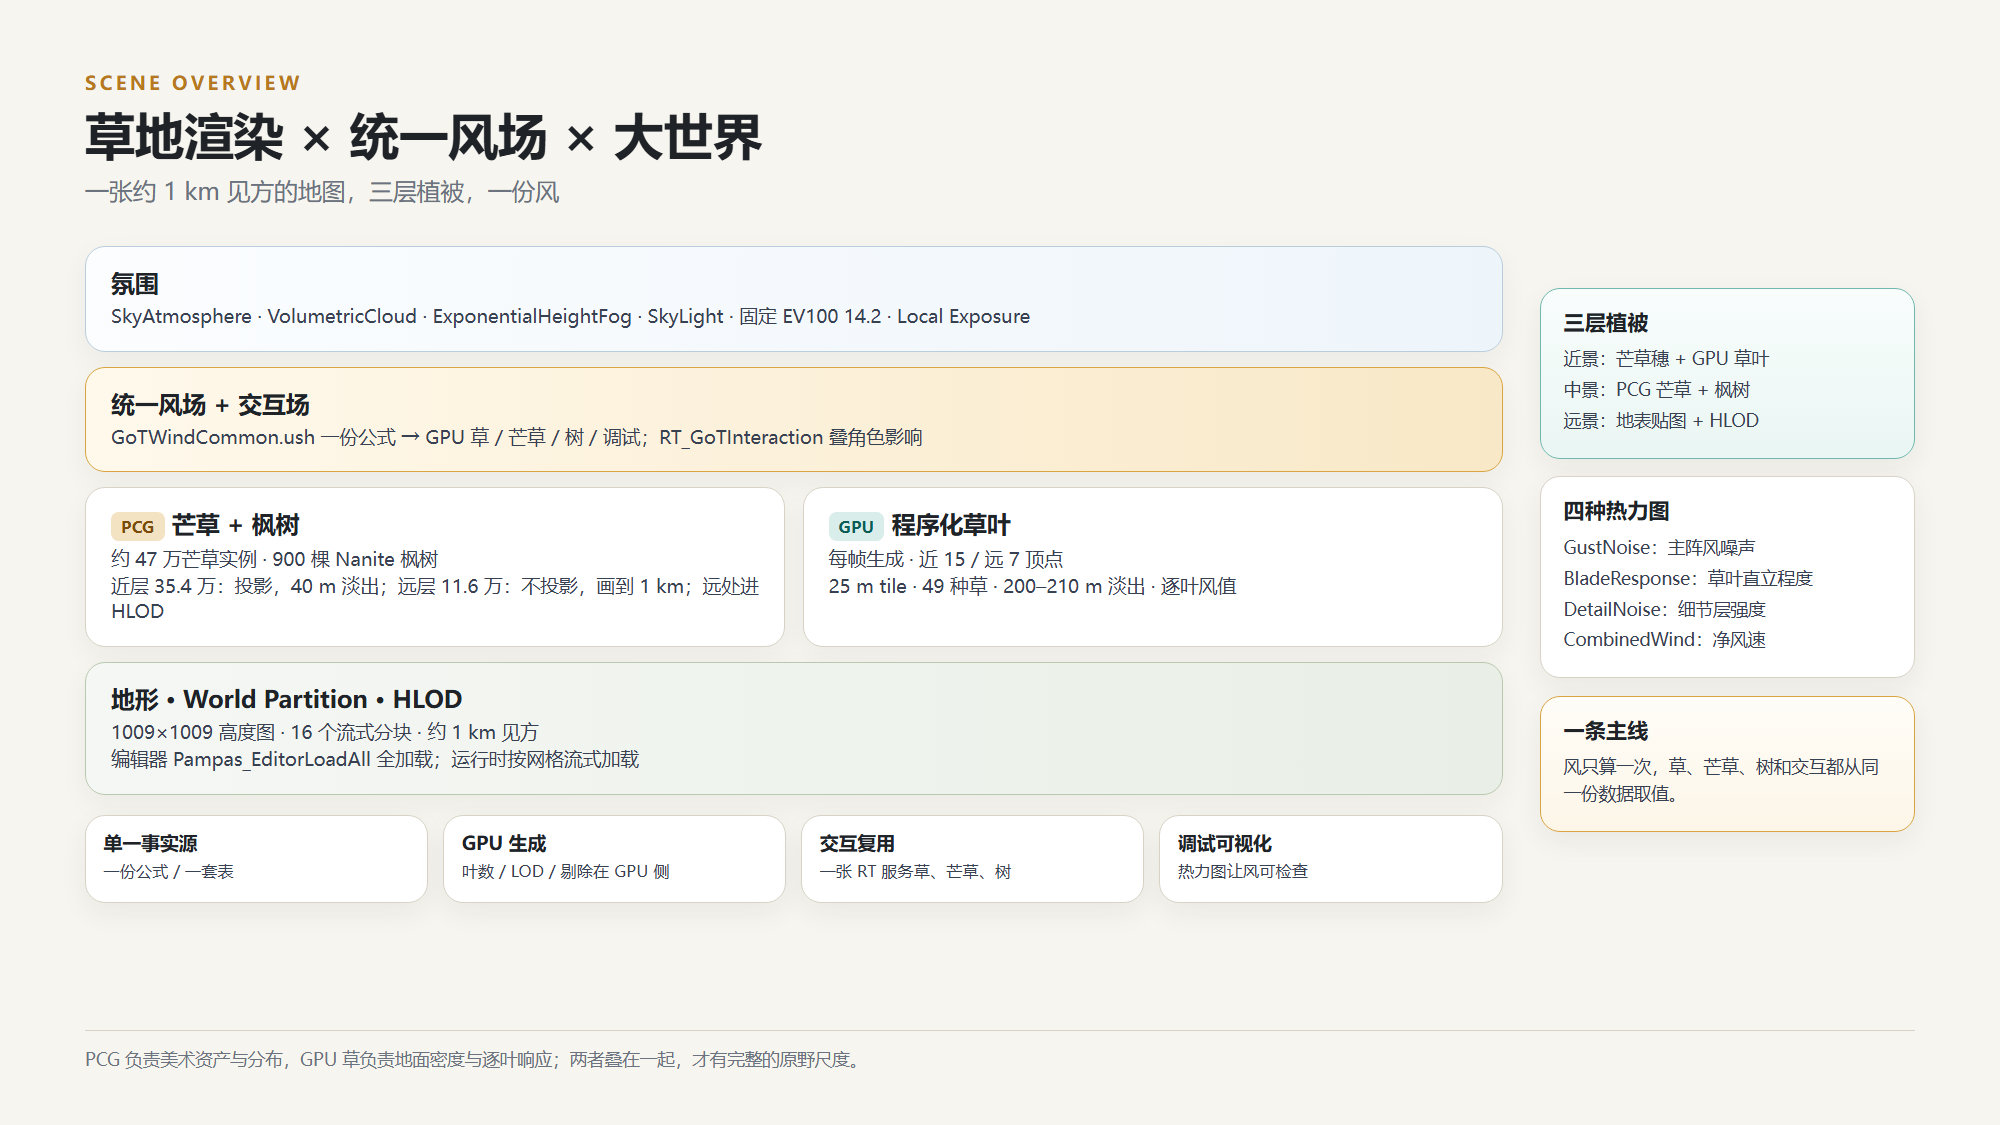 SCENE OVERVIEW
草地渲染 × 统一风场 × 大世界
一张约 1 km 见方的地图，三层植被，一份风
氛围
SkyAtmosphere · VolumetricCloud · ExponentialHeightFog · SkyLight · 固定 EV100 14.2 · Local Exposure
统一风场 + 交互场
GoTWindCommon.ush 一份公式 → GPU 草 / 芒草 / 树 / 调试；RT_GoTInteraction 叠角色影响
PCG 芒草 + 枫树
约 47 万芒草实例 · 900 棵 Nanite 枫树
近层 35.4 万：投影，40 m 淡出；远层 11.6 万：不投影，画到 1 km；远处进
HLOD
GPU 程序化草叶
每帧生成 · 近 15 / 远 7 顶点
25 m tile · 49 种草 · 200–210 m 淡出 · 逐叶风值
地形 • World Partition • HLOD
1009×1009 高度图 · 16 个流式分块 · 约 1 km 见方
编辑器 Pampas_EditorLoadAll 全加载；运行时按网格流式加载
单一事实源
一份公式 / 一套表
GPU 生成
叶数 / LOD / 剔除在 GPU 侧
交互复用
一张 RT 服务草、芒草、树
调试可视化
热力图让风可检查
三层植被
近景：芒草穗 + GPU 草叶
中景：PCG 芒草 + 枫树
远景：地表贴图 + HLOD
四种热力图
GustNoise：主阵风噪声
BladeResponse：草叶直立程度
DetailNoise：细节层强度
CombinedWind：净风速
一条主线
风只算一次，草、芒草、树和交互都从同
一份数据取值。
PCG 负责美术资产与分布，GPU 草负责地面密度与逐叶响应；两者叠在一起，才有完整的原野尺度。